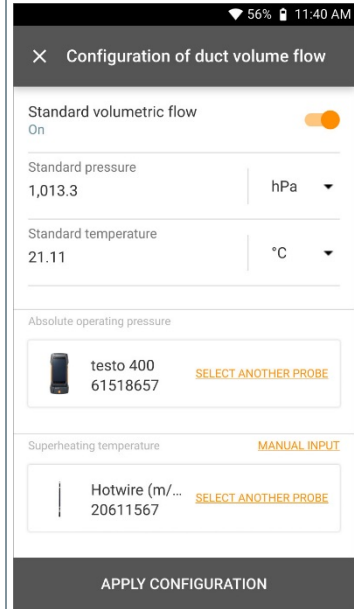 56% 11:40 AM
Configuration of duct volume flow
Standard volumetric flow
On
Standard pressure
1,013.3 hPa
Standard temperature
21.11 °C
Absolute operating pressure
testo 400
61518657
SELECT ANOTHER PROBE
Superheating temperature MANUAL INPUT
Hotwire (m/...
20611567
SELECT ANOTHER PROBE
APPLY CONFIGURATION